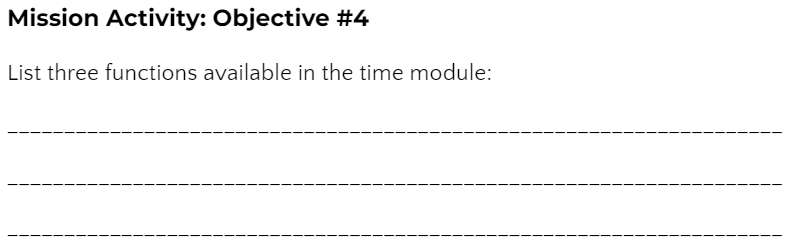 Mission Activity: Objective #4
List three functions available in the time module: